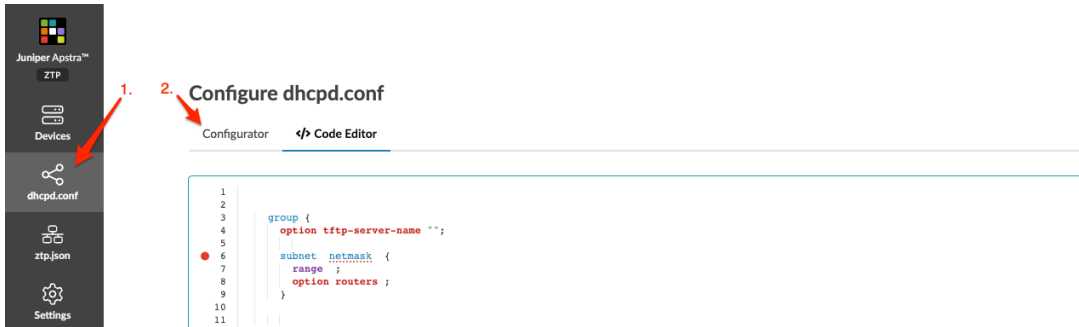 Juniper Apstra™
ZTP
Devices
dhcpd.conf
ztp.json
Settings
1.
2.
Configure dhcpd.conf
Configurator
</> Code Editor
1
2
3 group {
4 option tftp-server-name "";
5
6 subnet netmask {
7 range ;
8 option routers ;
9 }
10
11